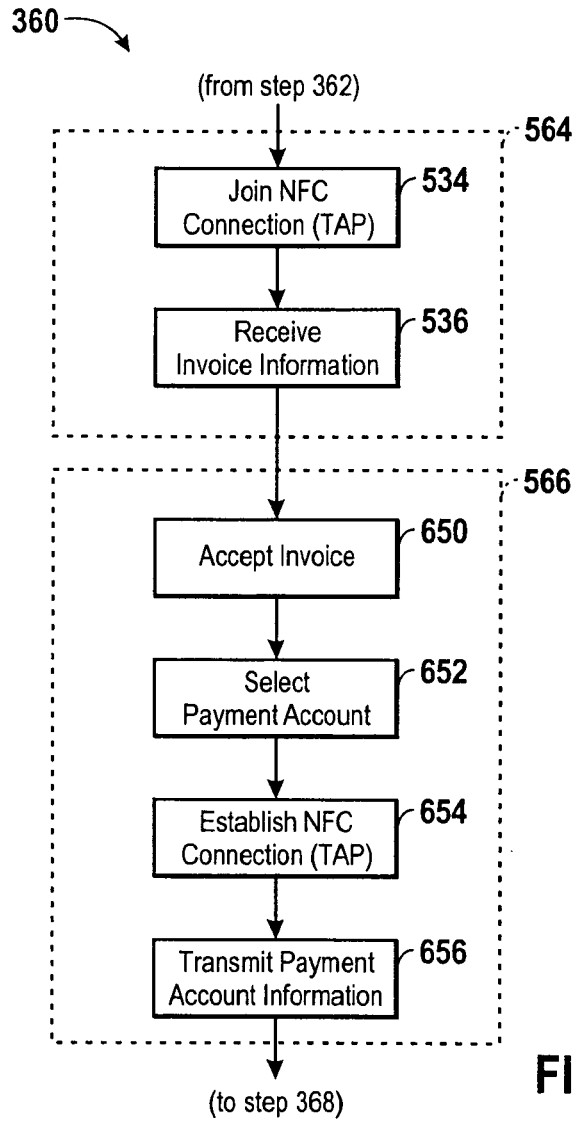 360
(from step 362)
564
Join NFC
Connection (TAP)
534
Receive
Invoice Information
536
566
Accept Invoice
650
Select
Payment Account
652
Establish NFC
Connection (TAP)
654
Transmit Payment
Account Information
656
(to step 368)
FI